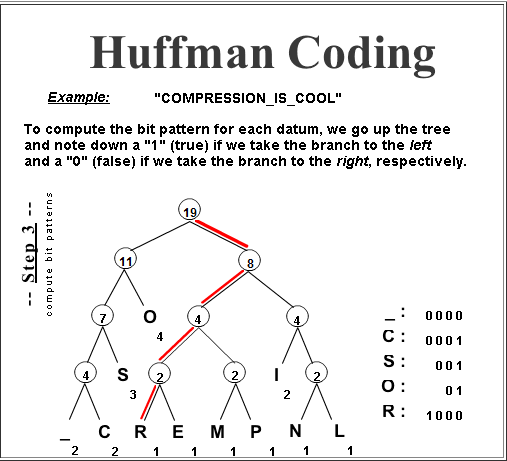 Huffman Coding
Example: "COMPRESSION_IS_COOL"
To compute the bit pattern for each datum, we go up the tree
and note down a "1" (true) if we take the branch to the left
and a "0" (false) if we take the branch to the right, respectively.
-- Step 3 --
compute bit patterns
19
11 8
7 O 4 4
4
4 S 2 2 I 2
3 2
_ C R E M P N L
2 2 1 1 1 1 1 1
_ : 0000
C : 0001
S : 001
O : 01
R : 1000